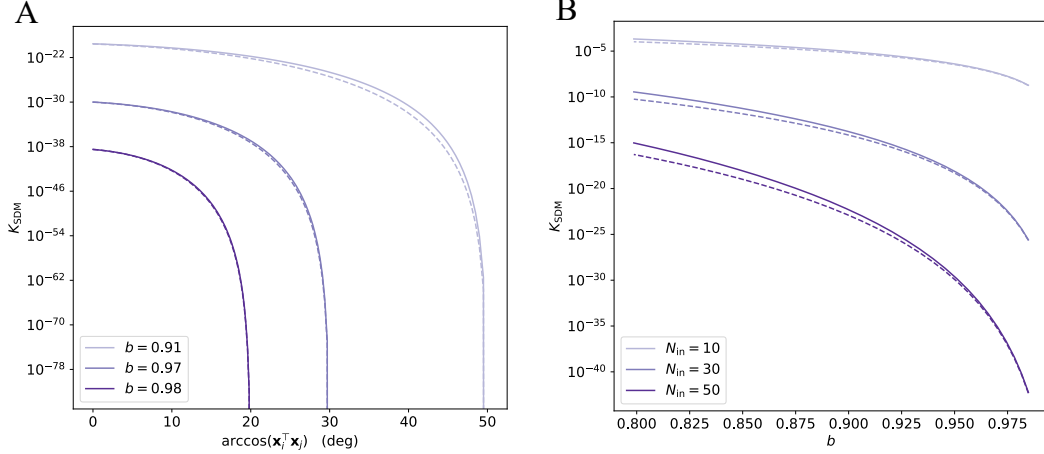 A
10⁻²²
10⁻³⁰
10⁻³⁸
10⁻⁴⁶
10⁻⁵⁴
10⁻⁶²
10⁻⁷⁰
10⁻⁷⁸
K_SDM
b = 0.91
b = 0.97
b = 0.98
0 10 20 30 40 50
arccos(𝐱ᵢ⊤𝐱ⱼ) (deg)
B
10⁻⁵
10⁻¹⁰
10⁻¹⁵
10⁻²⁰
10⁻²⁵
10⁻³⁰
10⁻³⁵
10⁻⁴⁰
K_SDM
N_in = 10
N_in = 30
N_in = 50
0.800 0.825 0.850 0.875 0.900 0.925 0.950 0.975
b